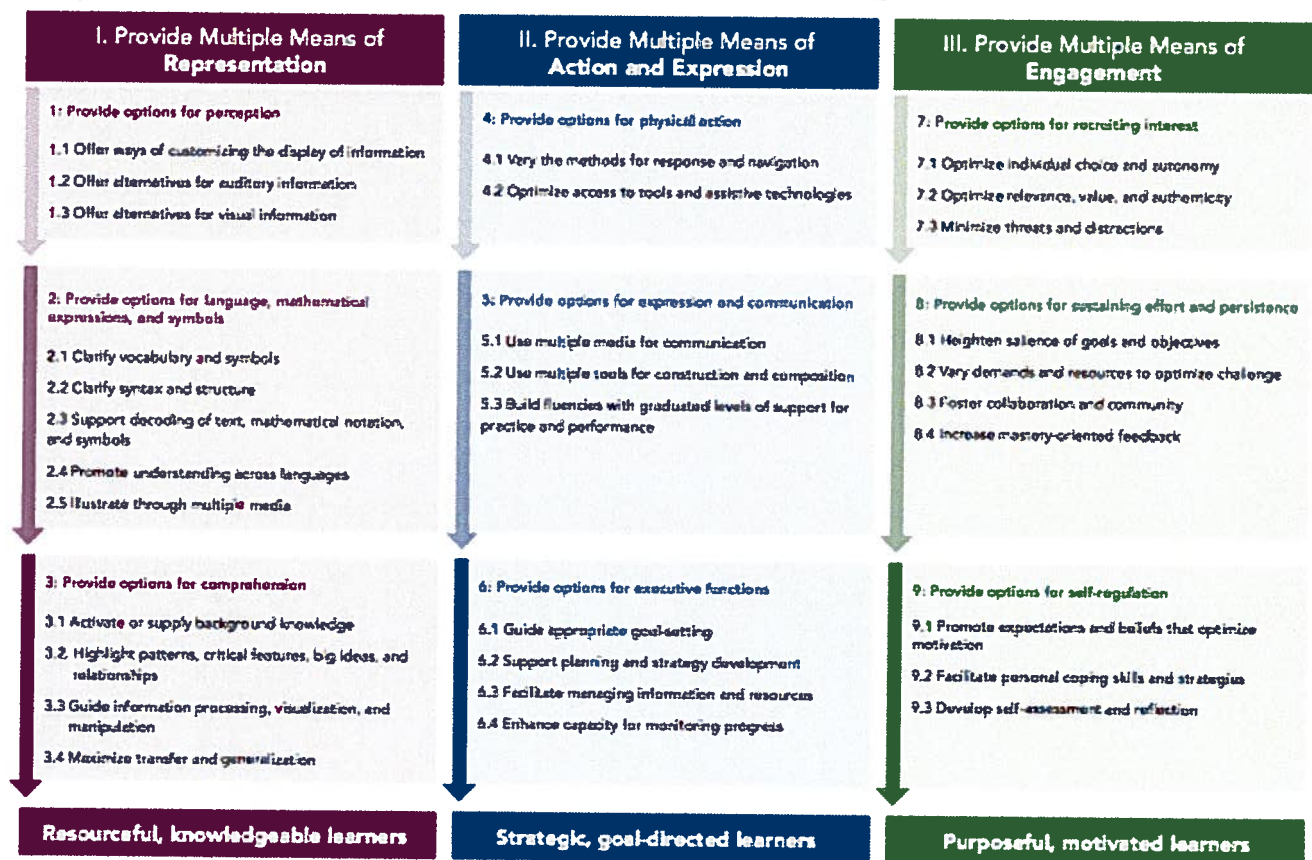 I. Provide Multiple Means of
Representation
1: Provide options for perception
1.1 Offer ways of customizing the display of information
1.2 Offer alternatives for auditory information
1.3 Offer alternatives for visual information
2: Provide options for language, mathematical
expressions, and symbols
2.1 Clarify vocabulary and symbols
2.2 Clarify syntax and structure
2.3 Support decoding of text, mathematical notation,
and symbols
2.4 Promote understanding across languages
2.5 Illustrate through multiple media
3: Provide options for comprehension
3.1 Activate or supply background knowledge
3.2. Highlight patterns, critical features, big ideas, and
relationships
3.3 Guide information processing, visualization, and
manipulation
3.4 Maximize transfer and generalization
Resourceful, knowledgeable learners
II. Provide Multiple Means of
Action and Expression
4: Provide options for physical action
4.1 Vary the methods for response and navigation
4.2 Optimize access to tools and assistive technologies
5: Provide options for expression and communication
5.1 Use multiple media for communication
5.2 Use multiple tools for construction and composition
5.3 Build fluencies with graduated levels of support for
practice and performance
6: Provide options for executive functions
6.1 Guide appropriate goal-setting
6.2 Support planning and strategy development
6.3 Facilitate managing information and resources
6.4 Enhance capacity for monitoring progress
Strategic, goal-directed learners
III. Provide Multiple Means of
Engagement
7: Provide options for recruiting interest
7.1 Optimize individual choice and autonomy
7.2 Optimize relevance, value, and authenticity
7.3 Minimize threats and distractions
8: Provide options for sustaining effort and persistence
8.1 Heighten salience of goals and objectives
8.2 Vary demands and resources to optimize challenge
8.3 Foster collaboration and community
8.4 Increase mastery-oriented feedback
9: Provide options for self-regulation
9.1 Promote expectations and beliefs that optimize
motivation
9.2 Facilitate personal coping skills and strategies
9.3 Develop self-assessment and reflection
Purposeful, motivated learners